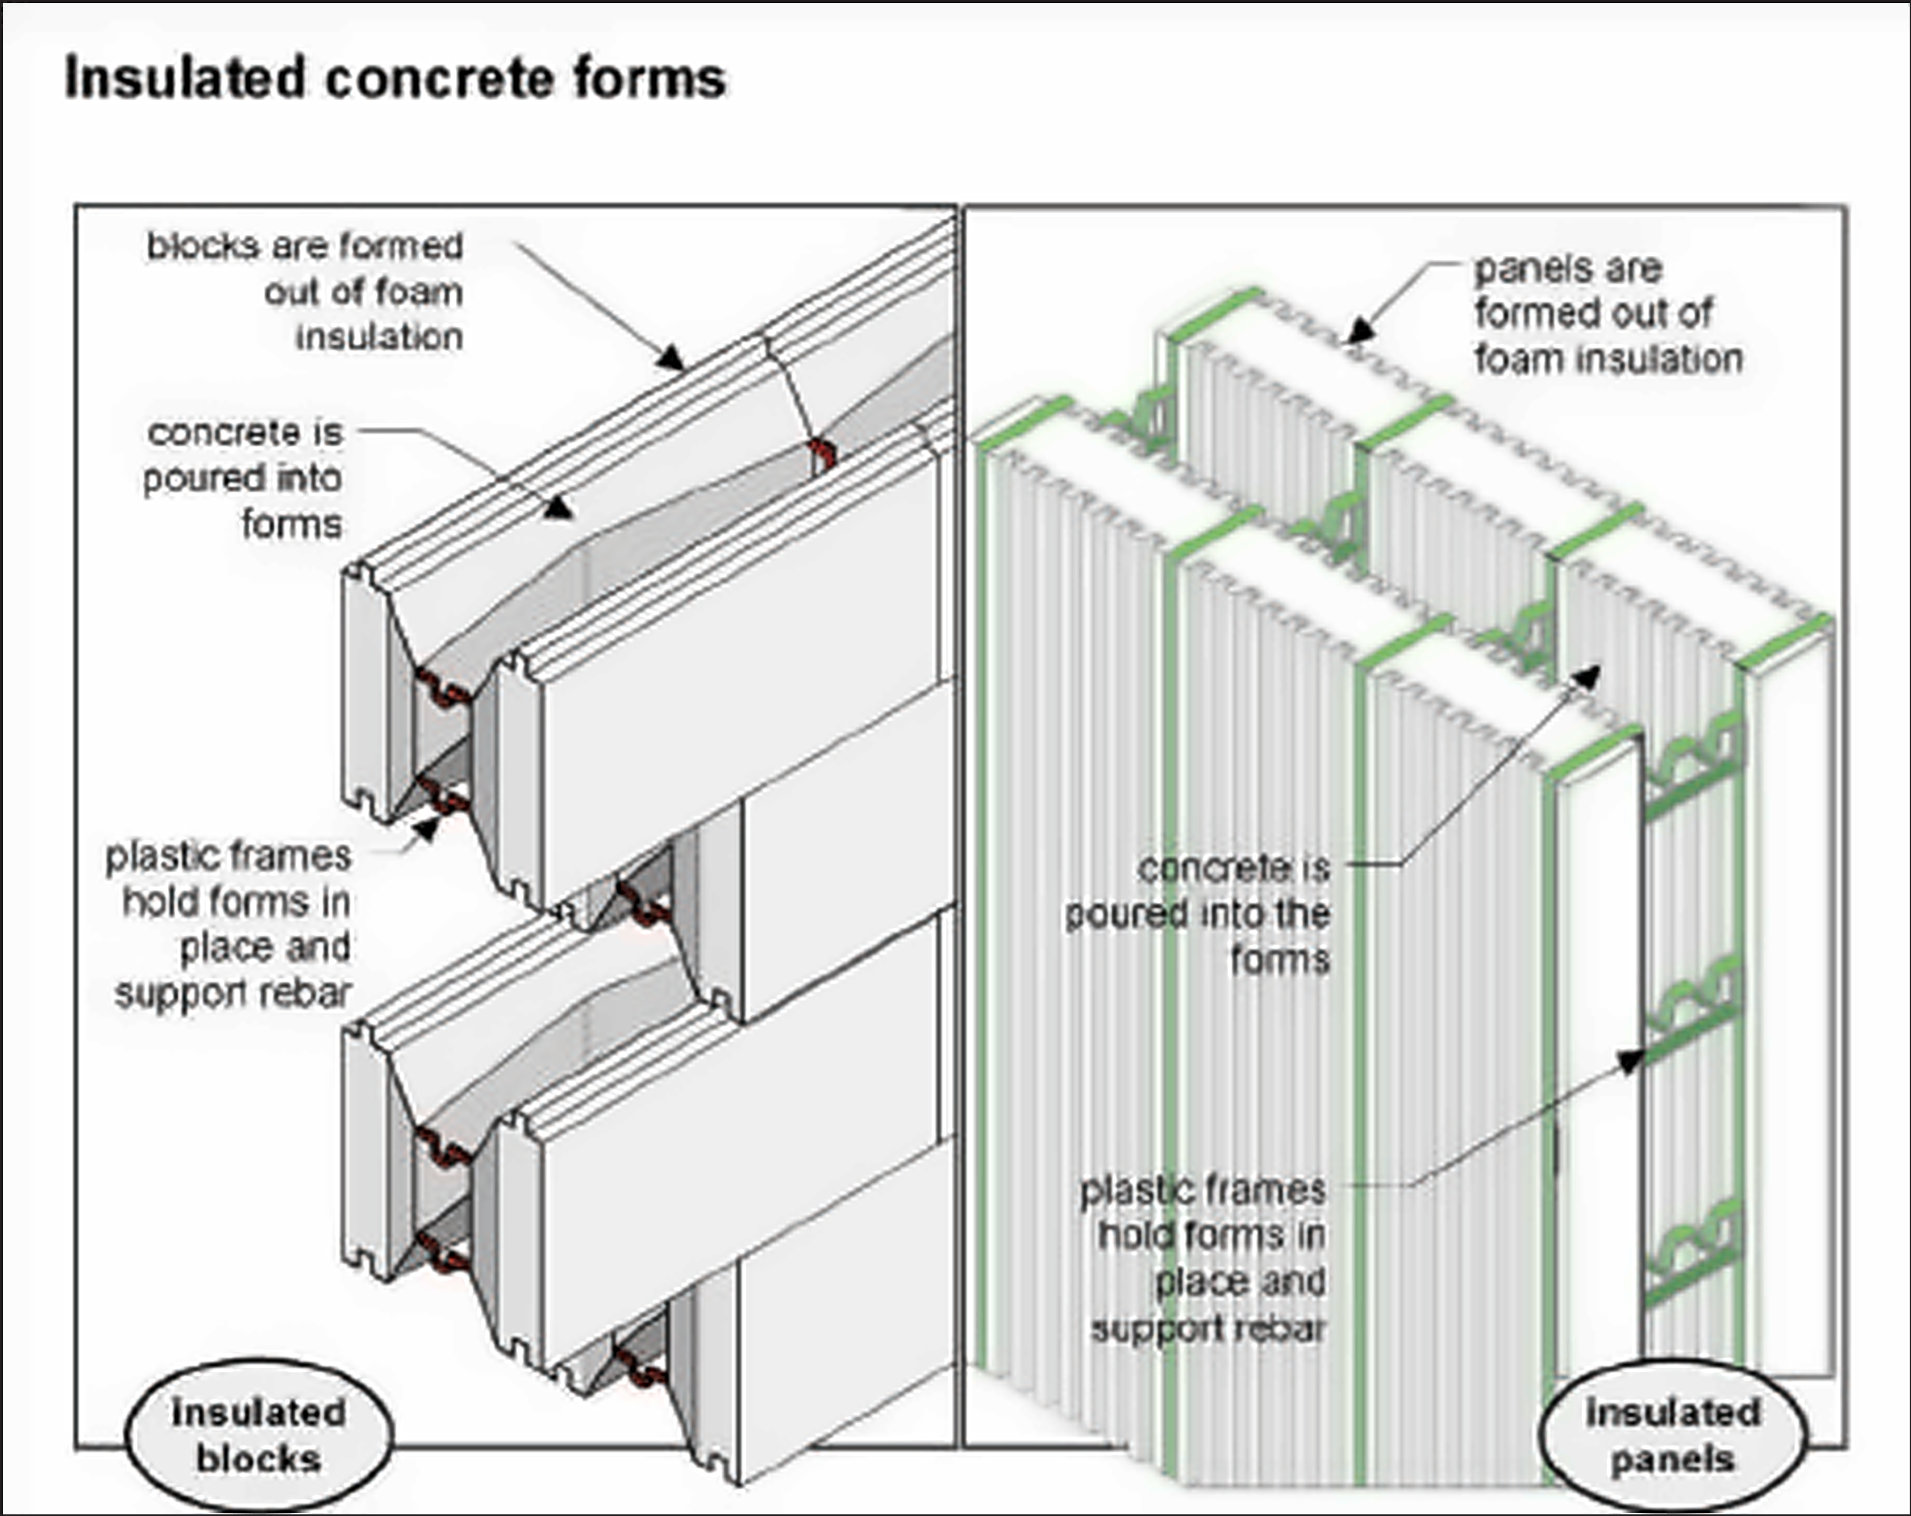 Insulated concrete forms
blocks are formed
out of foam
insulation
concrete is
poured into
forms
plastic frames
hold forms in
place and
support rebar
insulated
blocks
panels are
formed out of
foam insulation
concrete is
poured into the
forms
plastic frames
hold forms in
place and
support rebar
insulated
panels